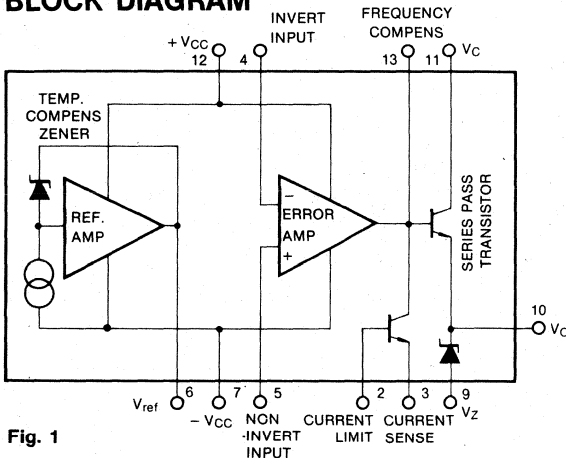 BLOCK DIAGRAM
INVERT
INPUT
FREQUENCY
COMPENS
+ VCC
12
4
13
11
VC
TEMP.
COMPENS
ZENER
REF.
AMP
−
ERROR
AMP
+
SERIES PASS
TRANSISTOR
10
6
7
5
2
3
9
Vref
− VCC
NON
-INVERT
INPUT
CURRENT
LIMIT
CURRENT
SENSE
VZ
Fig. 1